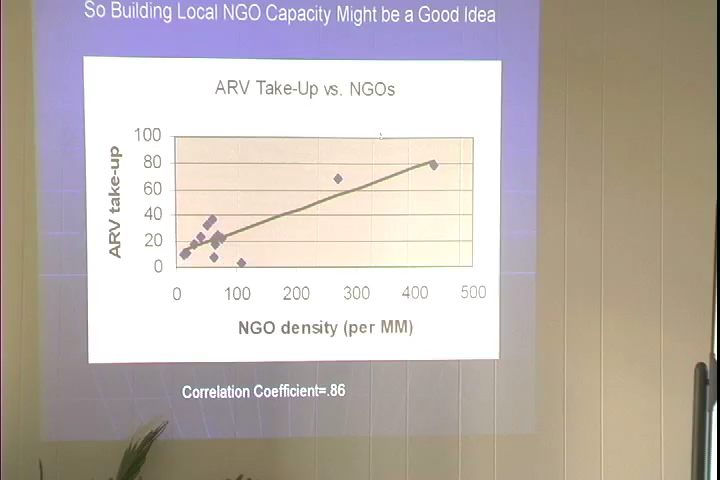 So Building Local NGO Capacity Might be a Good Idea
ARV Take-Up vs. NGOs
ARV take-up
100
80
60
40
20
0
0 100 200 300 400 500
NGO density (per MM)
Correlation Coefficient=.86